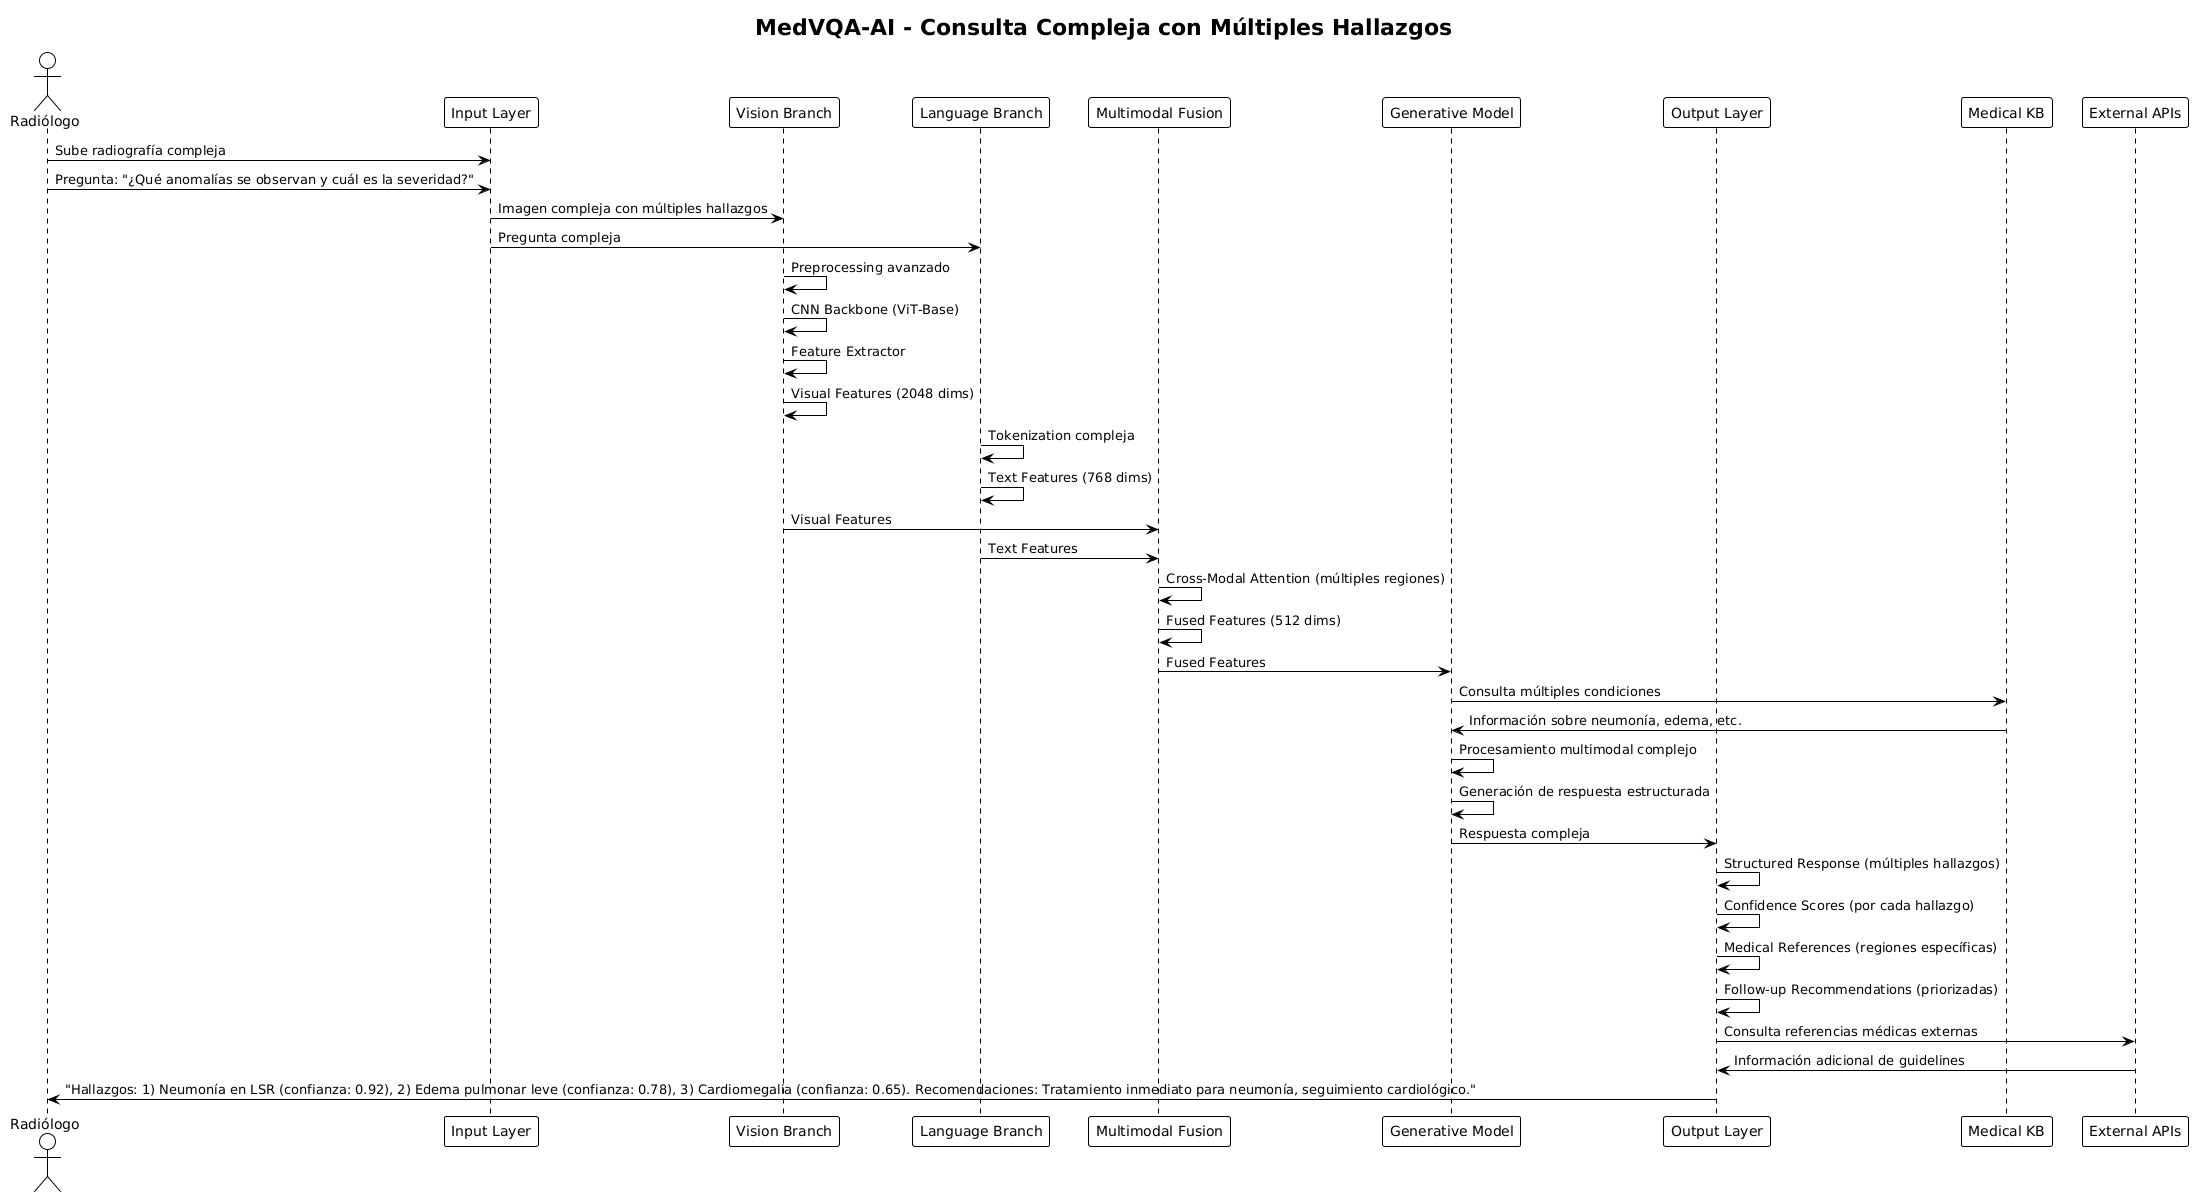 MedVQA-AI - Consulta Compleja con Múltiples Hallazgos
Radiólogo
Input Layer
Vision Branch
Language Branch
Multimodal Fusion
Generative Model
Output Layer
Medical KB
External APIs
Sube radiografía compleja
Pregunta: "¿Qué anomalías se observan y cuál es la severidad?"
Imagen compleja con múltiples hallazgos
Pregunta compleja
Preprocessing avanzado
CNN Backbone (ViT-Base)
Feature Extractor
Visual Features (2048 dims)
Tokenization compleja
Text Features (768 dims)
Visual Features
Text Features
Cross-Modal Attention (múltiples regiones)
Fused Features (512 dims)
Fused Features
Consulta múltiples condiciones
Información sobre neumonía, edema, etc.
Procesamiento multimodal complejo
Generación de respuesta estructurada
Respuesta compleja
Structured Response (múltiples hallazgos)
Confidence Scores (por cada hallazgo)
Medical References (regiones específicas)
Follow-up Recommendations (priorizadas)
Consulta referencias médicas externas
Información adicional de guidelines
"Hallazgos: 1) Neumonía en LSR (confianza: 0.92), 2) Edema pulmonar leve (confianza: 0.78), 3) Cardiomegalia (confianza: 0.65). Recomendaciones: Tratamiento inmediato para neumonía, seguimiento cardiológico."
Radiólogo
Input Layer
Vision Branch
Language Branch
Multimodal Fusion
Generative Model
Output Layer
Medical KB
External APIs